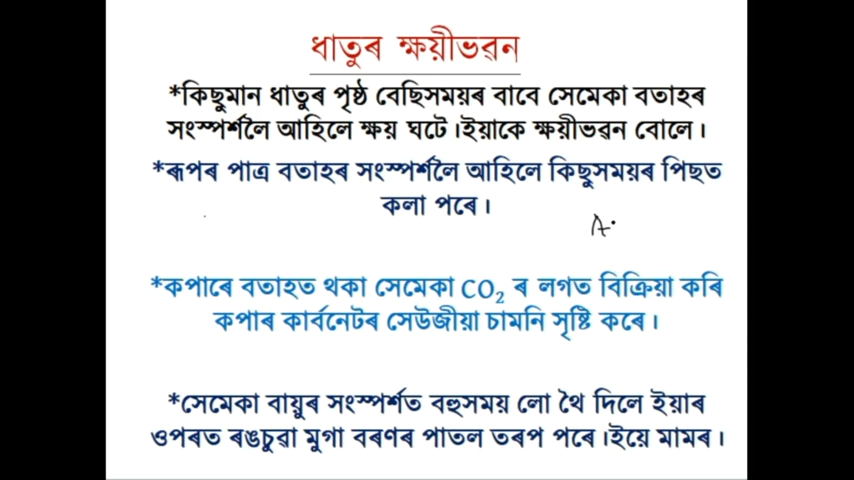 ধাতুৰ ক্ষয়ীভৱন
*কিছুমান ধাতুৰ পৃষ্ঠ বেছিসময়ৰ বাবে সেমেকা বতাহৰ
সংস্পৰ্শলৈ আহিলে ক্ষয় ঘটে।ইয়াকে ক্ষয়ীভৱন বোলে।
*ৰূপৰ পাত্ৰ বতাহৰ সংস্পৰ্শলৈ আহিলে কিছুসময়ৰ পিছত
কলা পৰে।
A
*কপাৰে বতাহত থকা সেমেকা CO₂ ৰ লগত বিক্ৰিয়া কৰি
কপাৰ কাৰ্বনেটৰ সেউজীয়া চামনি সৃষ্টি কৰে।
*সেমেকা বায়ুৰ সংস্পৰ্শত বহুসময় লো থৈ দিলে ইয়াৰ
ওপৰত ৰঙচুৱা মুগা বৰণৰ পাতল তৰপ পৰে।ইয়ে মামৰ।